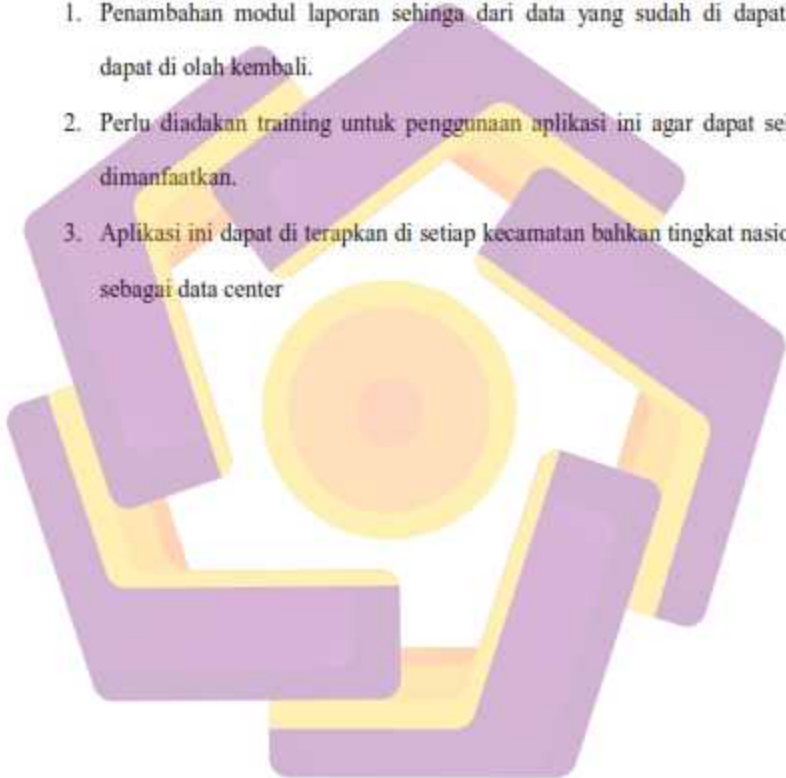 1. Penambahan modul laporan sehinga dari data yang sudah di dapat
dapat di olah kembali.
2. Perlu diadakan training untuk penggunaan aplikasi ini agar dapat
dimanfaatkan.
3. Aplikasi ini dapat di terapkan di setiap kecamatan bahkan tingkat
sebagai data center